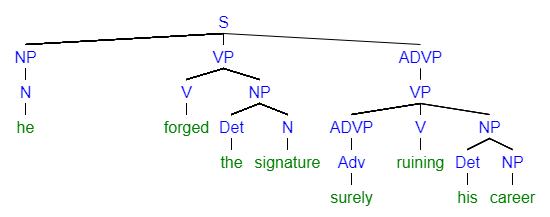 S
NP VP ADVP
N V NP VP
he forged Det N ADVP V NP
the signature Adv ruining Det NP
surely his career